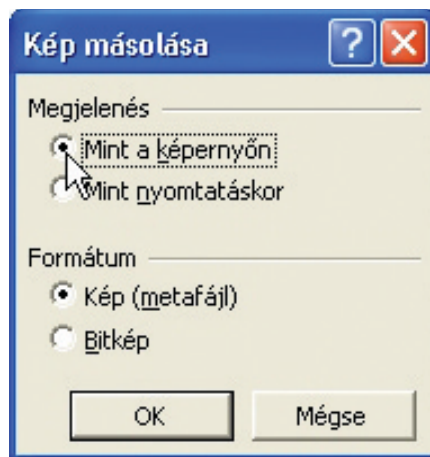 Kép másolása
Megjelenés
Mint a képernyőn
Mint nyomtatáskor
Formátum
Kép (metafájl)
Bitkép
OK
Mégse